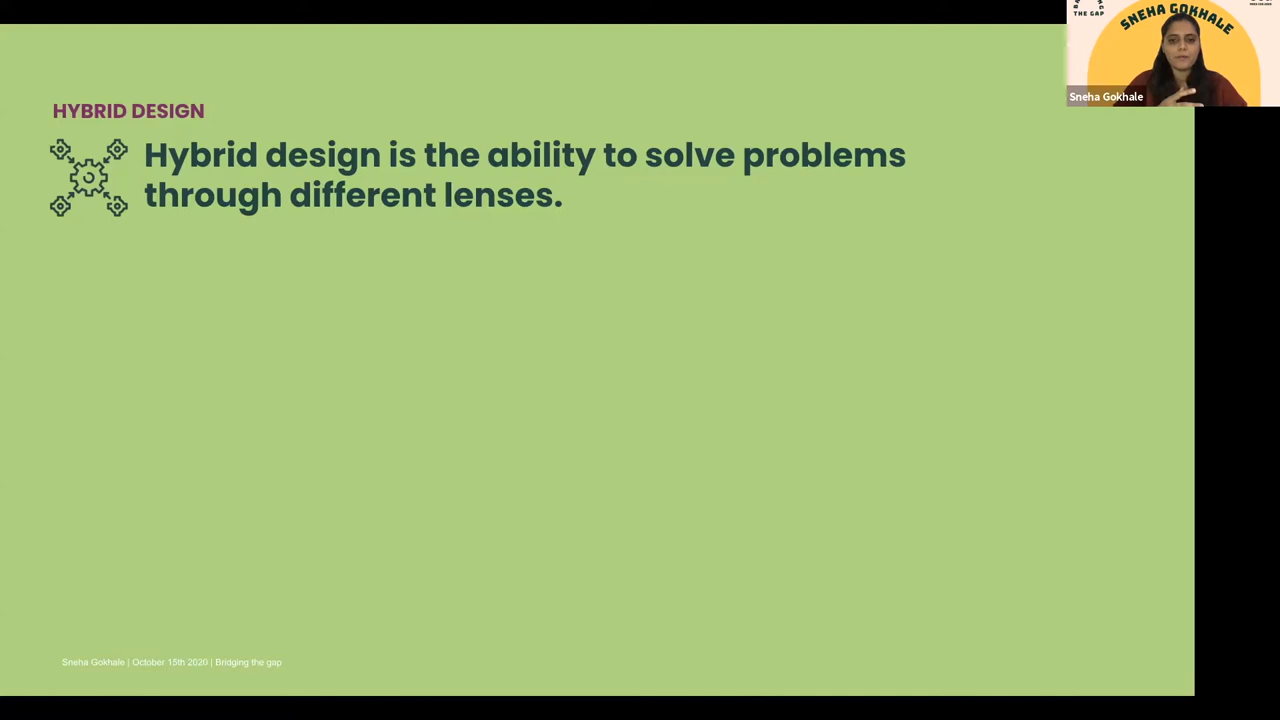 THE GAP
SNEHA GOKHALE
Sneha Gokhale
HYBRID DESIGN
Hybrid design is the ability to solve problems
through different lenses.
Sneha Gokhale | October 15th 2020 | Bridging the gap